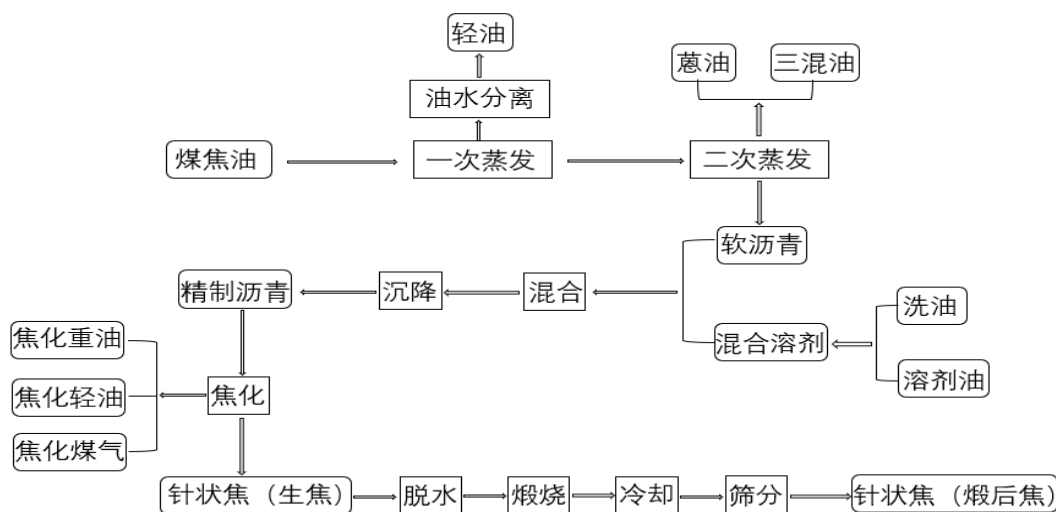 轻油
蒽油
三混油
油水分离
煤焦油
一次蒸发
二次蒸发
软沥青
精制沥青
沉降
混合
洗油
焦化重油
混合溶剂
溶剂油
焦化轻油
焦化
焦化煤气
针状焦（生焦）
脱水
煅烧
冷却
筛分
针状焦（煅后焦）